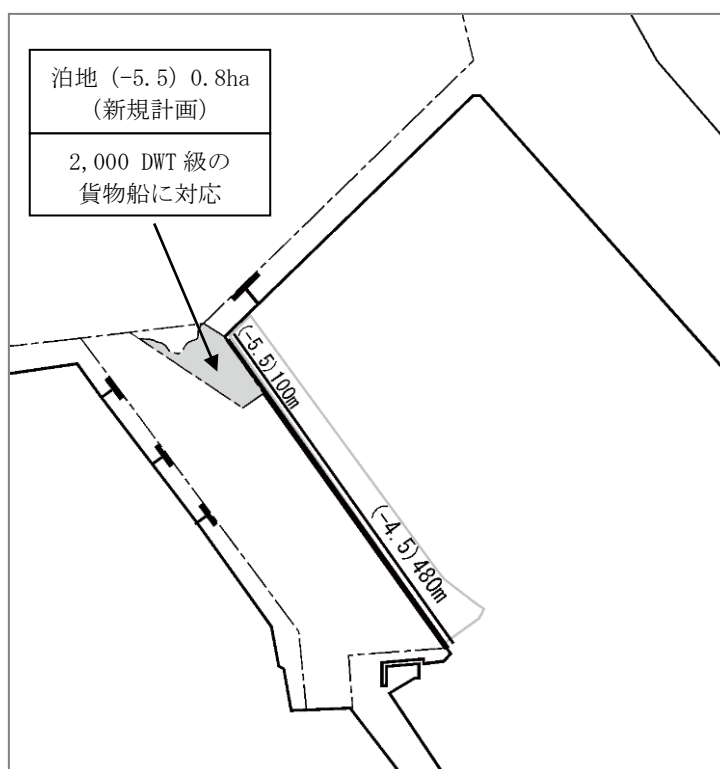 泊地 (-5.5) 0.8ha
(新規計画)
2,000 DWT 級の
貨物船に対応
(-5.5)100m
(-4.5)480m